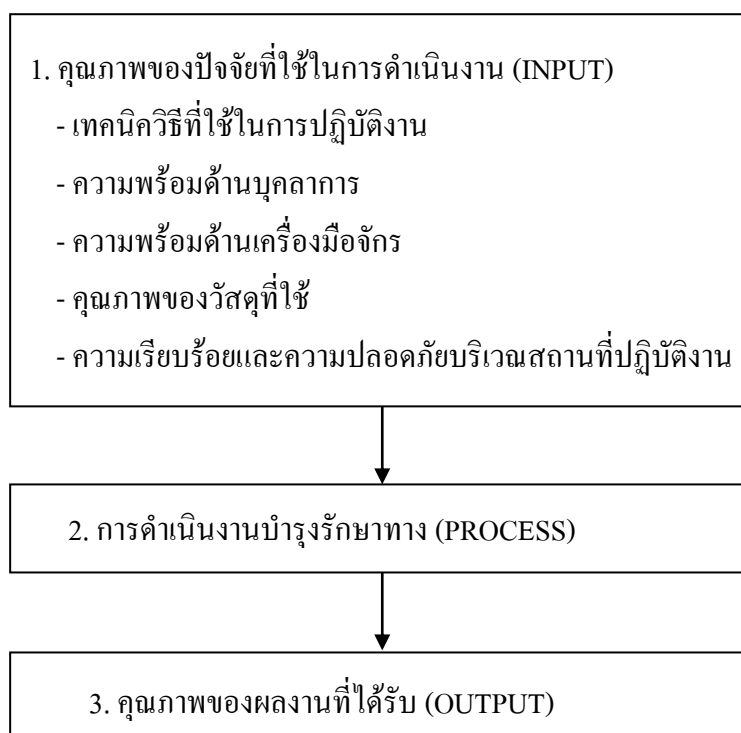 1. คุณภาพของปัจจัยที่ใช้ในการดำเนินงาน (INPUT)
- เทคนิควิธีที่ใช้ในการปฏิบัติงาน
- ความพร้อมด้านบุคลาการ
- ความพร้อมด้านเครื่องมือจักร
- คุณภาพของวัสดุที่ใช้
- ความเรียบร้อยและความปลอดภัยบริเวณสถานที่ปฏิบัติงาน
2. การดำเนินงานบำรุงรักษาทาง (PROCESS)
3. คุณภาพของผลงานที่ได้รับ (OUTPUT)